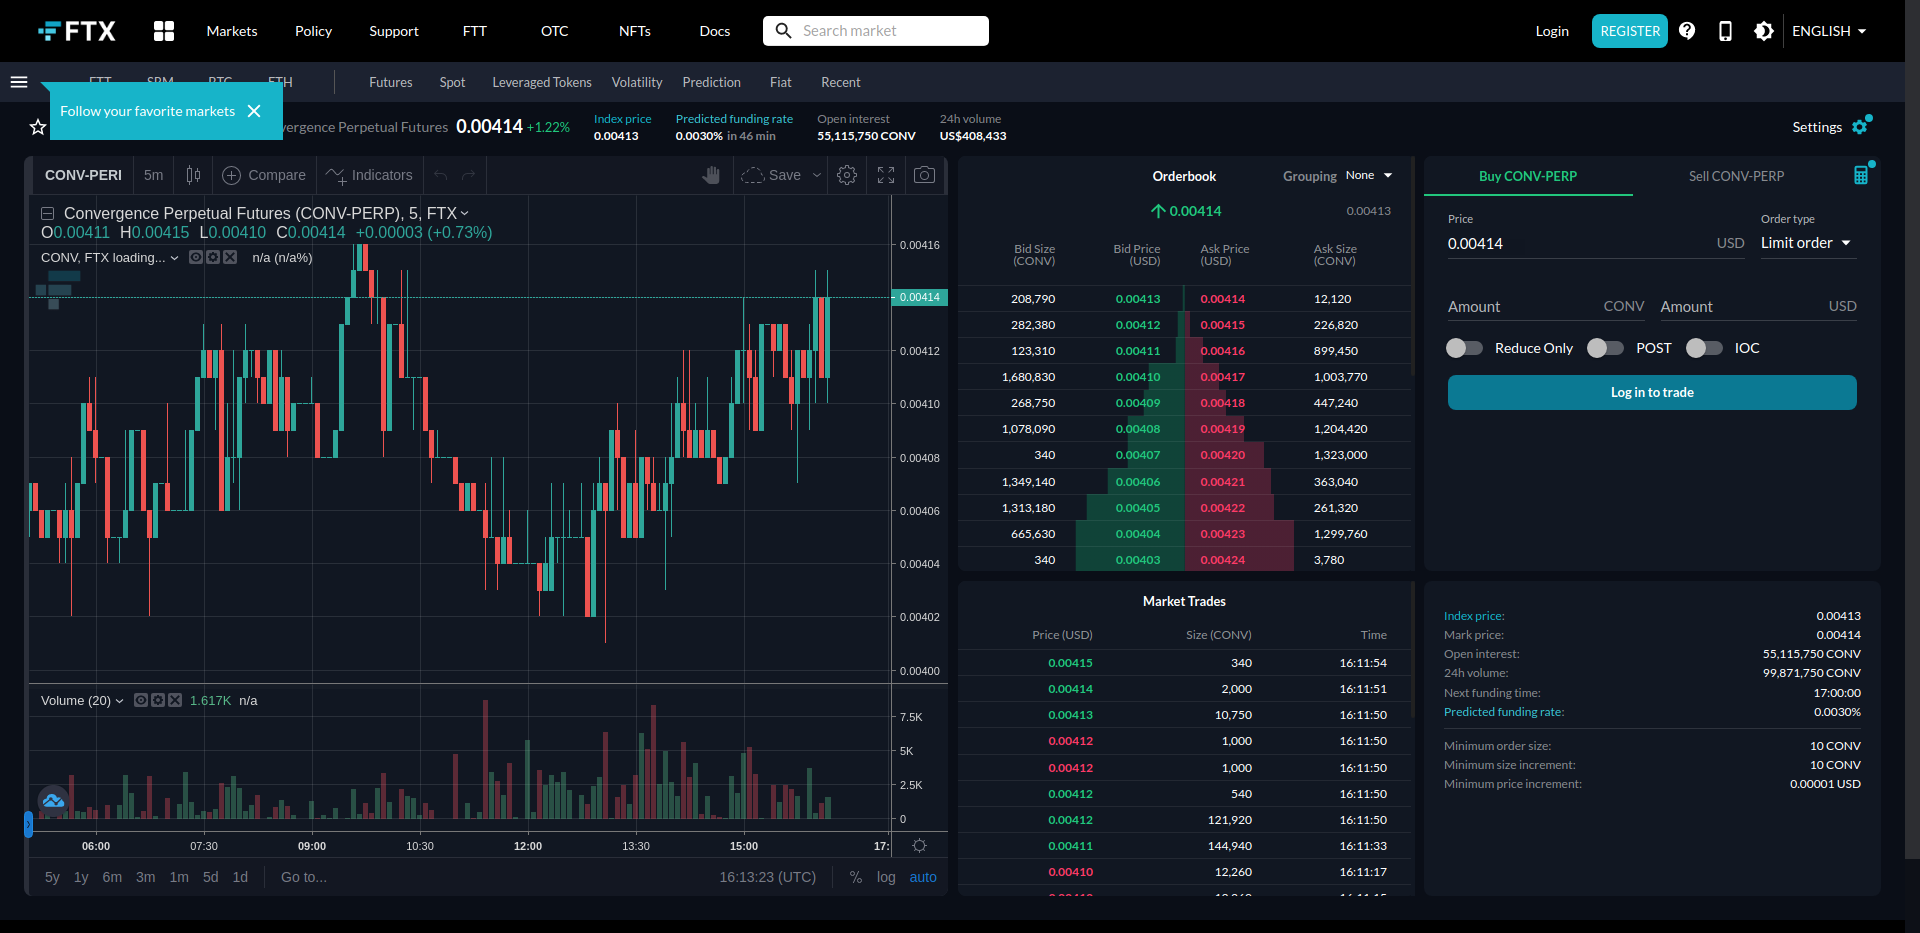 FTX Markets Policy Support FTT OTC NFTs Docs Search market Login REGISTER ENGLISH
Futures Spot Leveraged Tokens Volatility Prediction Fiat Recent
Follow your favorite markets
vergence Perpetual Futures 0.00414 +1.22%
Index price
0.00413
Predicted funding rate
0.0030% in 46 min
Open interest
55,115,750 CONV
24h volume
US$408,433
Settings
CONV-PERI 5m Compare Indicators Save
Convergence Perpetual Futures (CONV-PERP), 5, FTX
O0.00411 H0.00415 L0.00410 C0.00414 +0.00003 (+0.73%)
CONV, FTX loading... n/a (n/a%)
0.00416
0.00414
0.00412
0.00410
0.00408
0.00406
0.00404
0.00402
0.00400
Volume (20) 1.617K n/a
7.5K
5K
2.5K
0
06:00 07:30 09:00 10:30 12:00 13:30 15:00 17:
5y 1y 6m 3m 1m 5d 1d Go to... 16:13:23 (UTC) % log auto
Orderbook Grouping None
0.00414 0.00413
Bid Size (CONV) Bid Price (USD) Ask Price (USD) Ask Size (CONV)
208,790 0.00413 0.00414 12,120
282,380 0.00412 0.00415 226,820
123,310 0.00411 0.00416 899,450
1,680,830 0.00410 0.00417 1,003,770
268,750 0.00409 0.00418 447,240
1,078,090 0.00408 0.00419 1,204,420
340 0.00407 0.00420 1,323,000
1,349,140 0.00406 0.00421 363,040
1,313,180 0.00405 0.00422 261,320
665,630 0.00404 0.00423 1,299,760
340 0.00403 0.00424 3,780
Market Trades
Price (USD) Size (CONV) Time
0.00415 340 16:11:54
0.00414 2,000 16:11:51
0.00413 10,750 16:11:50
0.00412 1,000 16:11:50
0.00412 1,000 16:11:50
0.00412 540 16:11:50
0.00412 121,920 16:11:50
0.00411 144,940 16:11:33
0.00410 12,260 16:11:17
Buy CONV-PERP Sell CONV-PERP
Price Order type
0.00414 USD Limit order
Amount CONV Amount USD
Reduce Only POST IOC
Log in to trade
Index price: 0.00413
Mark price: 0.00414
Open interest: 55,115,750 CONV
24h volume: 99,871,750 CONV
Next funding time: 17:00:00
Predicted funding rate: 0.0030%
Minimum order size: 10 CONV
Minimum size increment: 10 CONV
Minimum price increment: 0.00001 USD